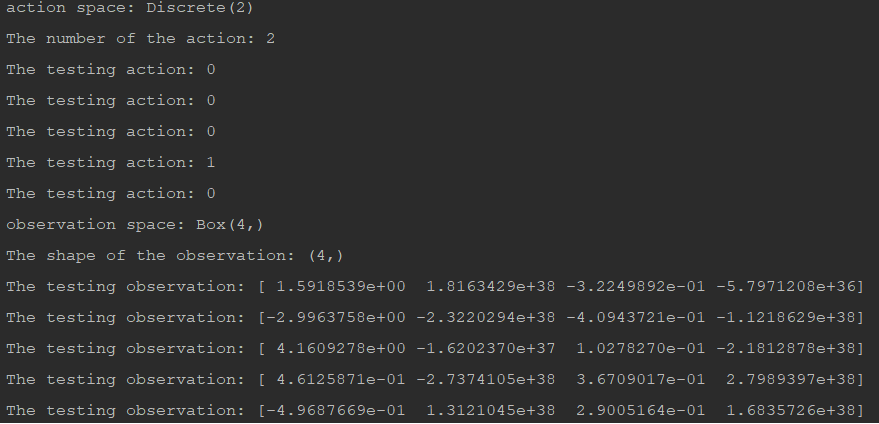 action space: Discrete(2)
The number of the action: 2
The testing action: 0
The testing action: 0
The testing action: 0
The testing action: 1
The testing action: 0
observation space: Box(4,)
The shape of the observation: (4,)
The testing observation: [ 1.5918539e+00  1.8163429e+38 -3.2249892e-01 -5.7971208e+36]
The testing observation: [-2.9963758e+00 -2.3220294e+38 -4.0943721e-01 -1.1218629e+38]
The testing observation: [ 4.1609278e+00 -1.6202370e+37  1.0278270e-01 -2.1812878e+38]
The testing observation: [ 4.6125871e-01 -2.7374105e+38  3.6709017e-01  2.7989397e+38]
The testing observation: [-4.9687669e-01  1.3121045e+38  2.9005164e-01  1.6835726e+38]